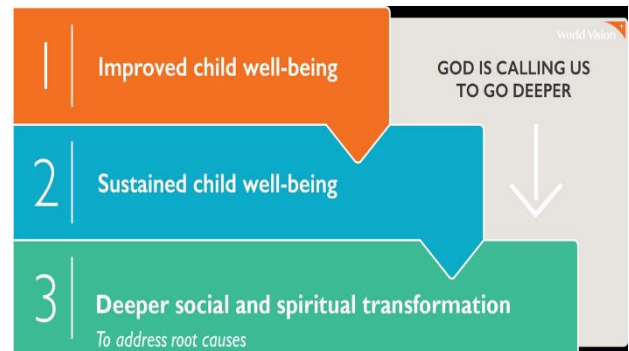 1
Improved child well-being
World Vision
GOD IS CALLING US
TO GO DEEPER
2
Sustained child well-being
3
Deeper social and spiritual transformation
To address root causes